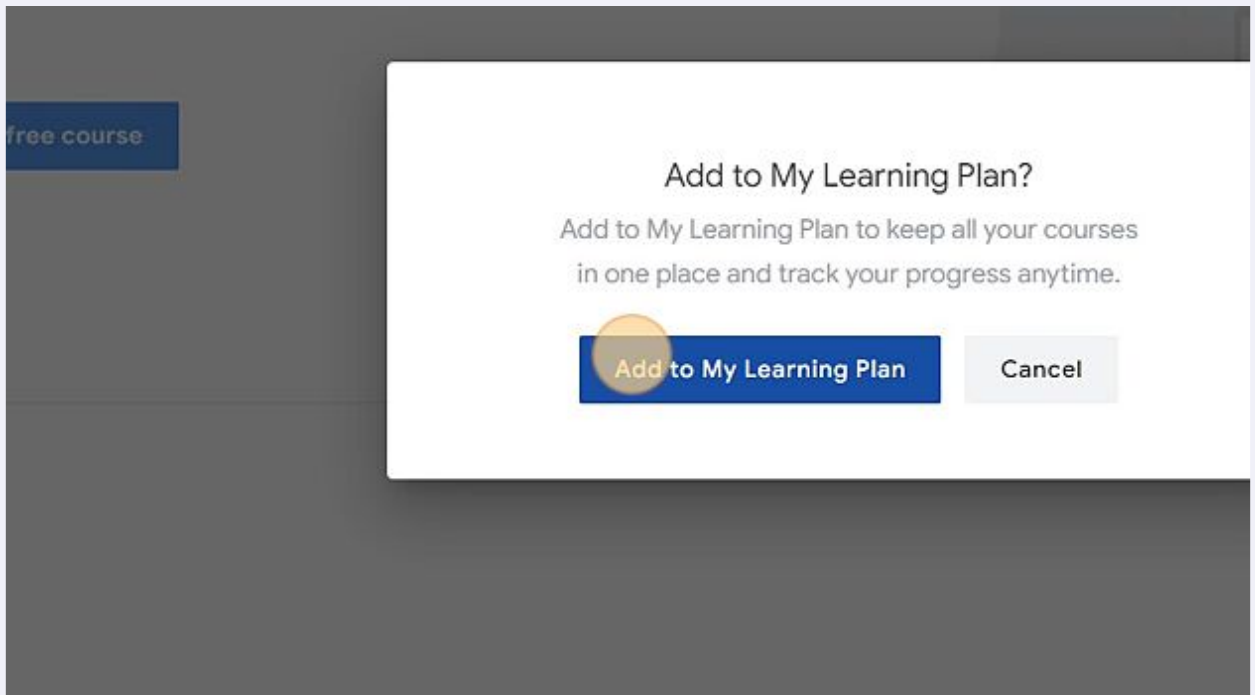 free course
Add to My Learning Plan?
Add to My Learning Plan to keep all your courses
in one place and track your progress anytime.
Add to My Learning Plan
Cancel